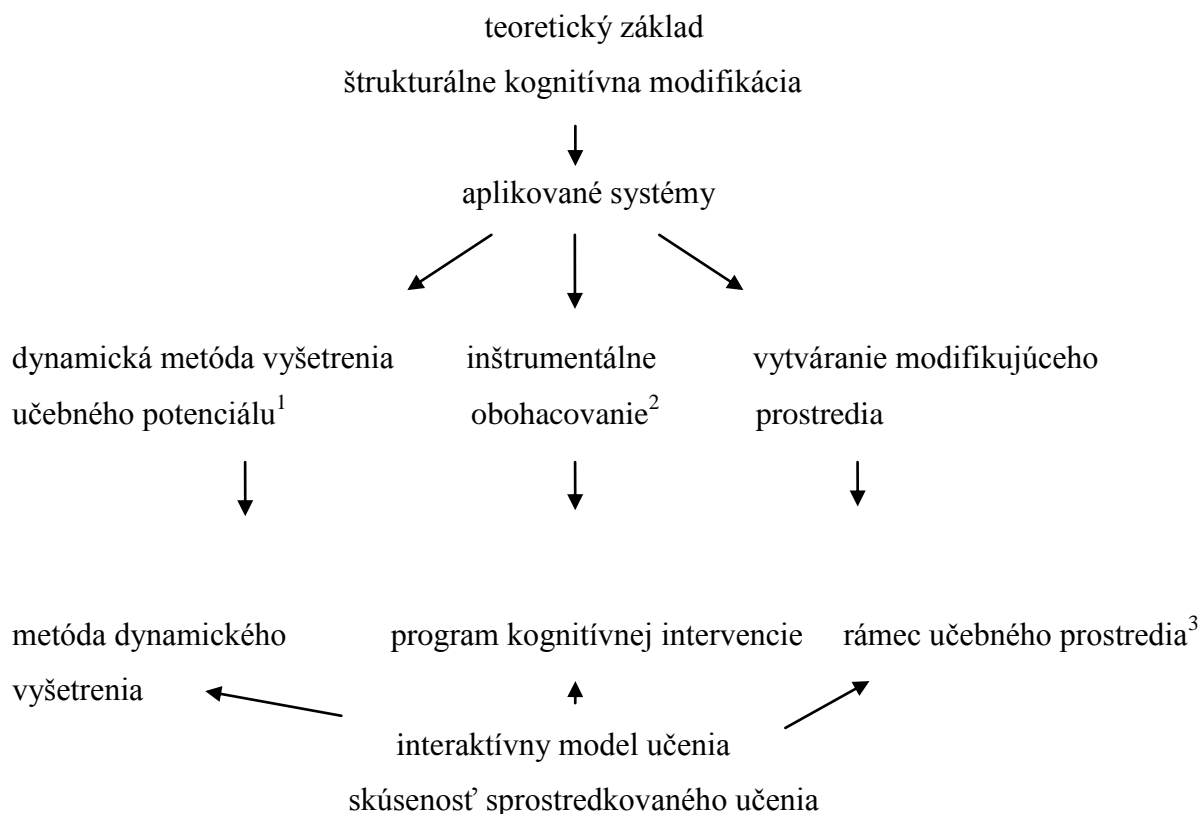 teoretický základ
štrukturálne kognitívna modifikácia
aplikované systémy
dynamická metóda vyšetrenia
učebného potenciálu¹
inštrumentálne
obohacovanie²
vytváranie modifikujúceho
prostredia
metóda dynamického
vyšetrenia
program kognitívnej intervencie
rámec učebného prostredia³
interaktívny model učenia
skúsenosť sprostredkovaného učenia